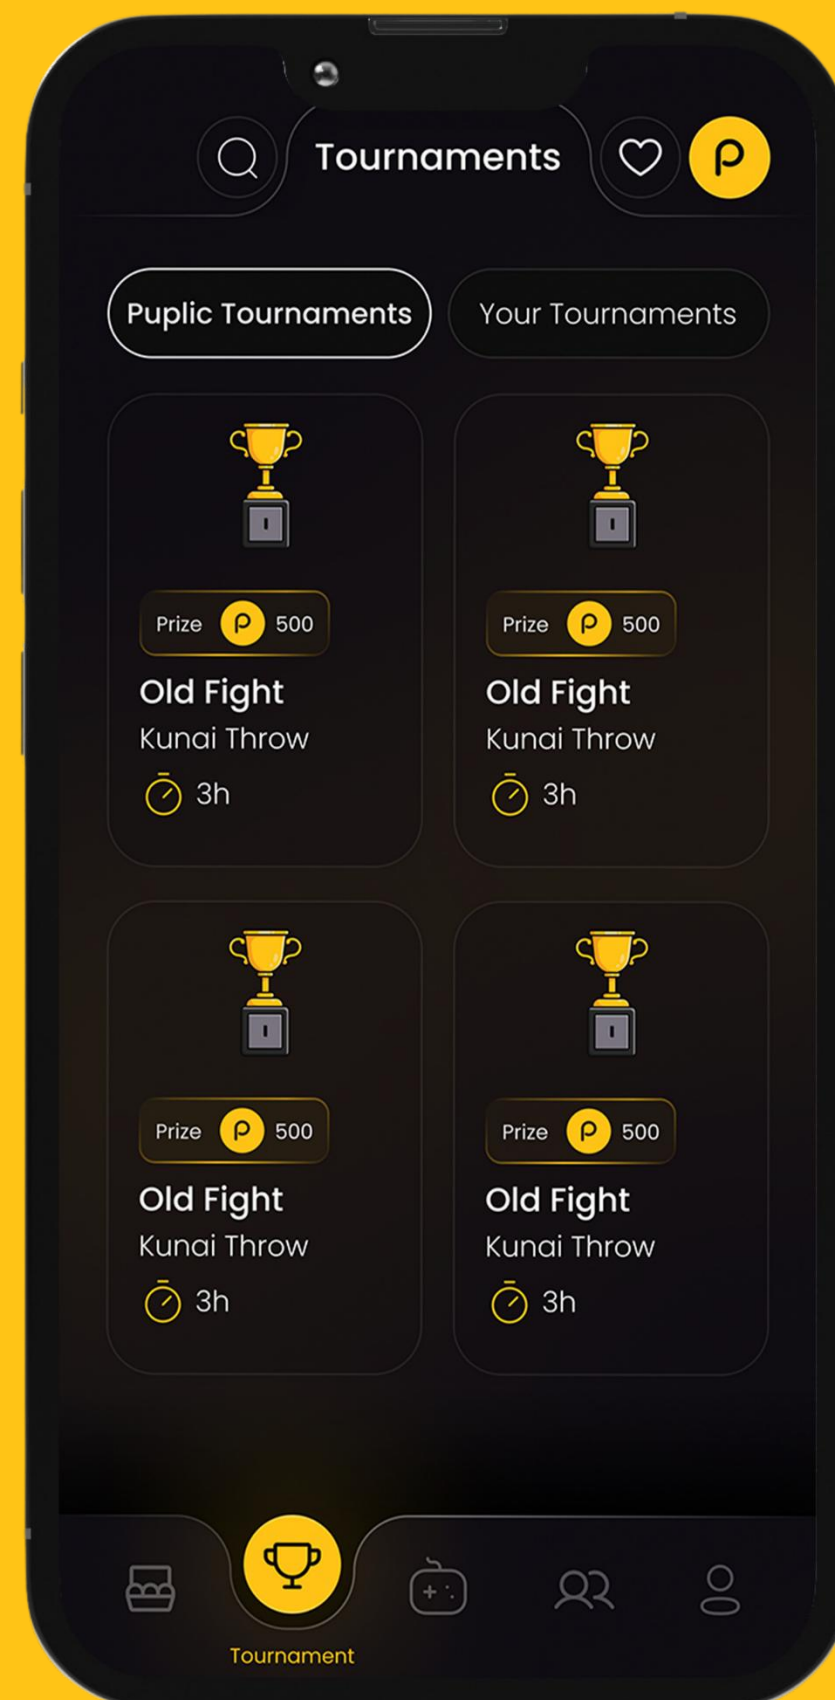 Tournaments
Puplic Tournaments
Your Tournaments
Prize 500
Old Fight
Kunai Throw
3h
Prize 500
Old Fight
Kunai Throw
3h
Prize 500
Old Fight
Kunai Throw
3h
Prize 500
Old Fight
Kunai Throw
3h
Tournament